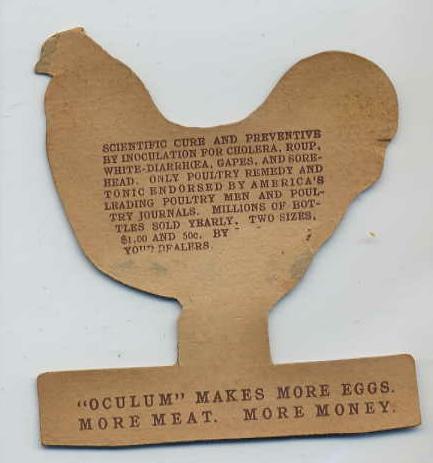 SCIENTIFIC CURE AND PREVENTIVE
BY INOCULATION FOR CHOLERA, ROUP,
WHITE-DIARRHŒA, GAPES, AND SORE-
HEAD. ONLY POULTRY REMEDY AND
TONIC ENDORSED BY AMERICA'S
LEADING POULTRY MEN AND POUL-
TRY JOURNALS. MILLIONS OF BOT-
TLES SOLD YEARLY. TWO SIZES,
$1.00 AND 50c. BY
YOUR DEALERS.
"OCULUM" MAKES MORE EGGS.
MORE MEAT. MORE MONEY.